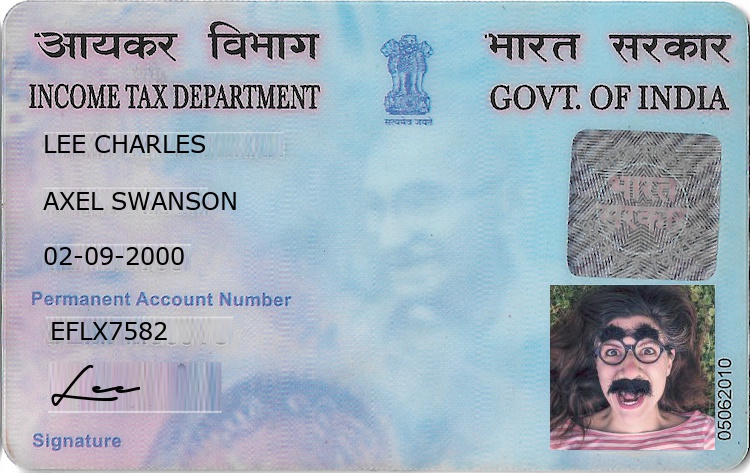 आयकर विभाग
भारत सरकार
INCOME TAX DEPARTMENT
GOVT. OF INDIA
सत्यमेव जयते
LEE CHARLES
भारत
सरकार
AXEL SWANSON
02-09-2000
Permanent Account Number
EFLX7582
Lee
05062010
Signature